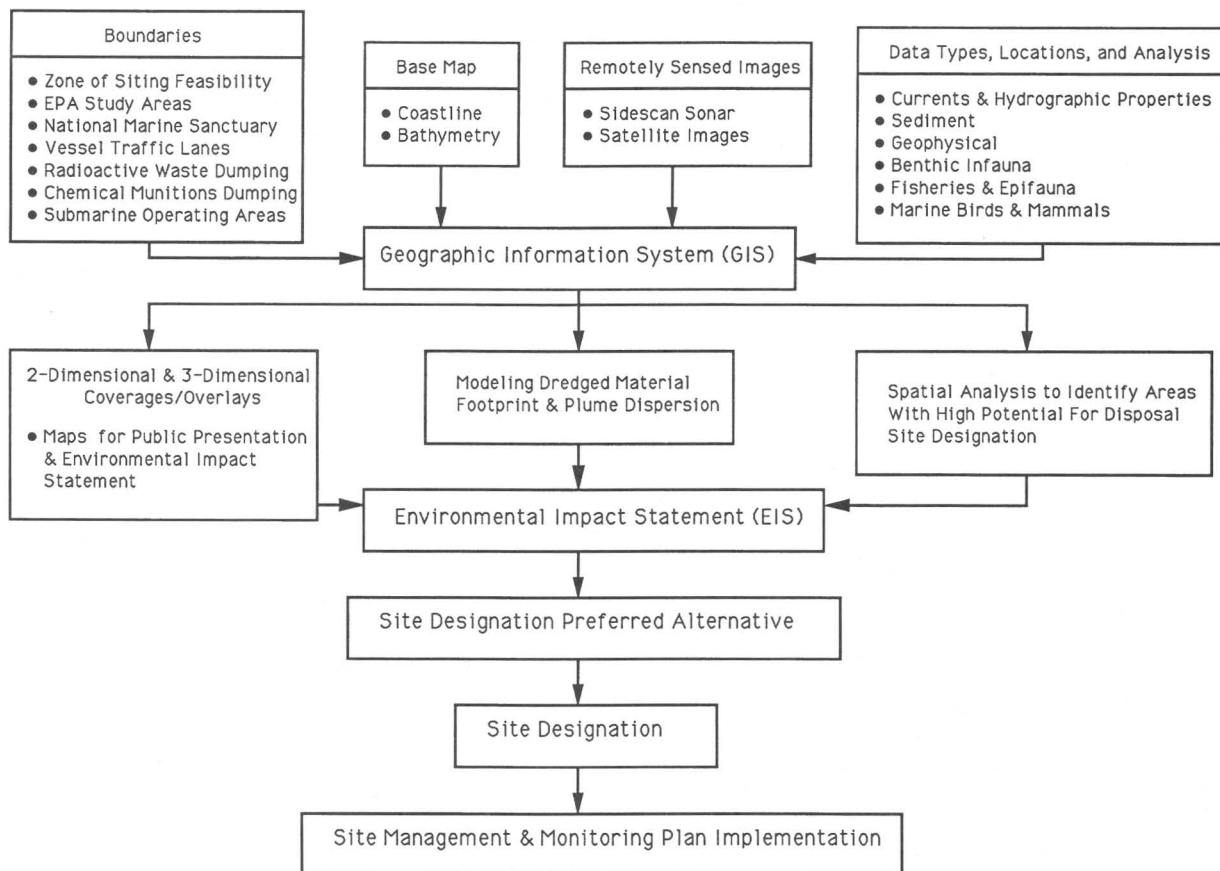 Boundaries
● Zone of Siting Feasibility
● EPA Study Areas
● National Marine Sanctuary
● Vessel Traffic Lanes
● Radioactive Waste Dumping
● Chemical Munitions Dumping
● Submarine Operating Areas
Base Map
● Coastline
● Bathymetry
Remotely Sensed Images
● Sidescan Sonar
● Satellite Images
Data Types, Locations, and Analysis
● Currents & Hydrographic Properties
● Sediment
● Geophysical
● Benthic Infauna
● Fisheries & Epifauna
● Marine Birds & Mammals
Geographic Information System (GIS)
2-Dimensional & 3-Dimensional
Coverages/Overlays
● Maps for Public Presentation
& Environmental Impact
Statement
Modeling Dredged Material
Footprint & Plume Dispersion
Spatial Analysis to Identify Areas
With High Potential For Disposal
Site Designation
Environmental Impact Statement (EIS)
Site Designation Preferred Alternative
Site Designation
Site Management & Monitoring Plan Implementation